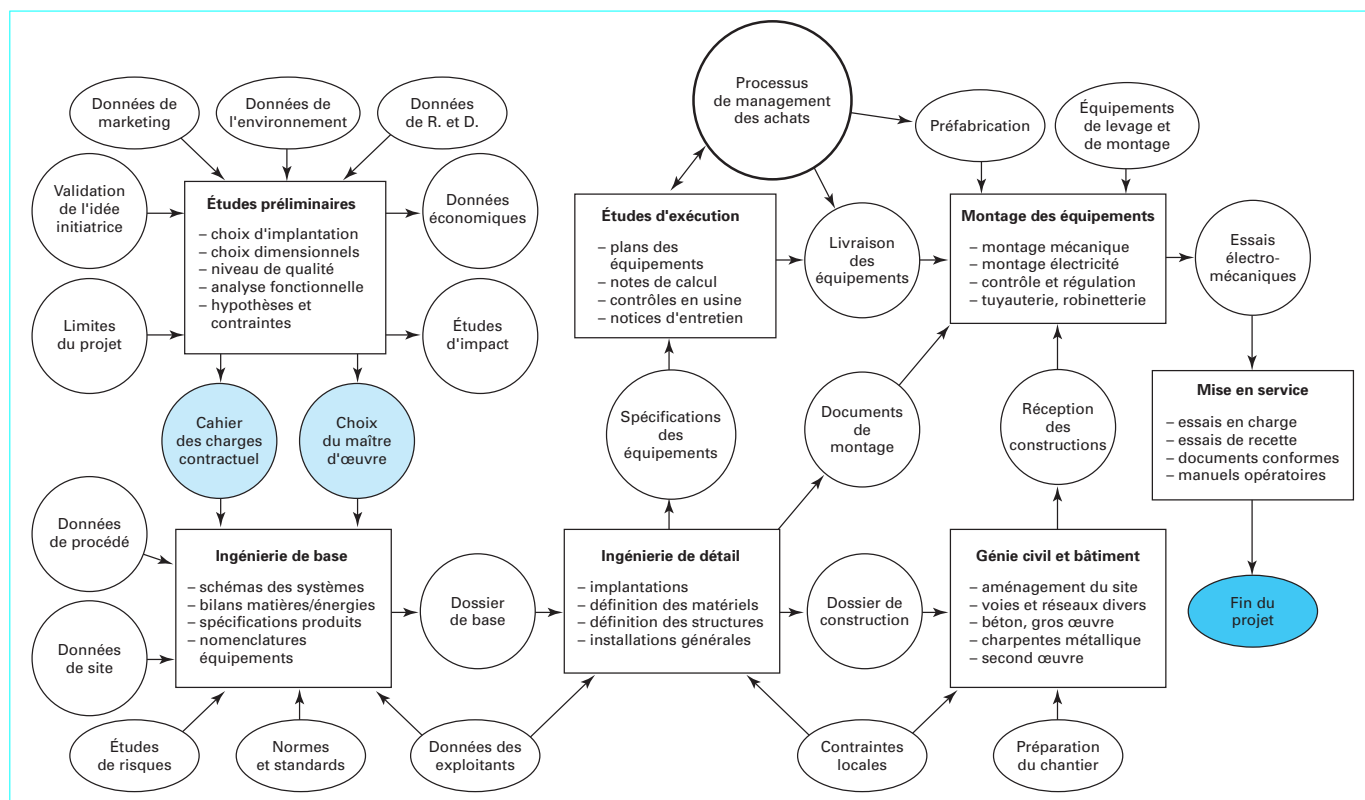 Processus
de management
des achats
Données de
marketing
Données de
l'environnement
Données
de R. et D.
Préfabrication
Équipements
de levage et
de montage
Validation
de l'idée
initiatrice
Études préliminaires
– choix d'implantation
– choix dimensionnels
– niveau de qualité
– analyse fonctionnelle
– hypothèses et
contraintes
Données
économiques
Études d'exécution
– plans des
équipements
– notes de calcul
– contrôles en usine
– notices d'entretien
Livraison
des
équipements
Montage des équipements
– montage mécanique
– montage électricité
– contrôle et régulation
– tuyauterie, robinetterie
Essais
électro-
mécaniques
Limites
du projet
Études
d'impact
Cahier
des charges
contractuel
Choix
du maître
d'œuvre
Spécifications
des
équipements
Documents
de
montage
Réception
des
constructions
Mise en service
– essais en charge
– essais de recette
– documents conformes
– manuels opératoires
Données
de procédé
Ingénierie de base
– schémas des systèmes
– bilans matières/énergies
– spécifications produits
– nomenclatures
équipements
Dossier
de base
Ingénierie de détail
– implantations
– définition des matériels
– définition des structures
– installations générales
Dossier de
construction
Génie civil et bâtiment
– aménagement du site
– voies et réseaux divers
– béton, gros œuvre
– charpentes métallique
– second œuvre
Fin du
projet
Données
de site
Études
de risques
Normes
et standards
Données des
exploitants
Contraintes
locales
Préparation
du chantier